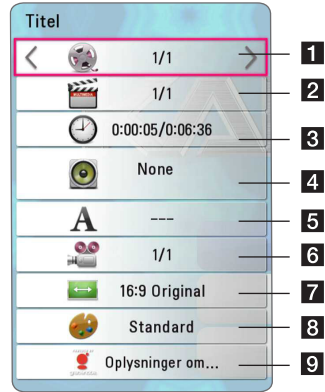 Titel
1/1 1
1/1 2
0:00:05/0:06:36 3
None 4
A --- 5
1/1 6
16:9 Original 7
Standard 8
Oplysninger om... 9